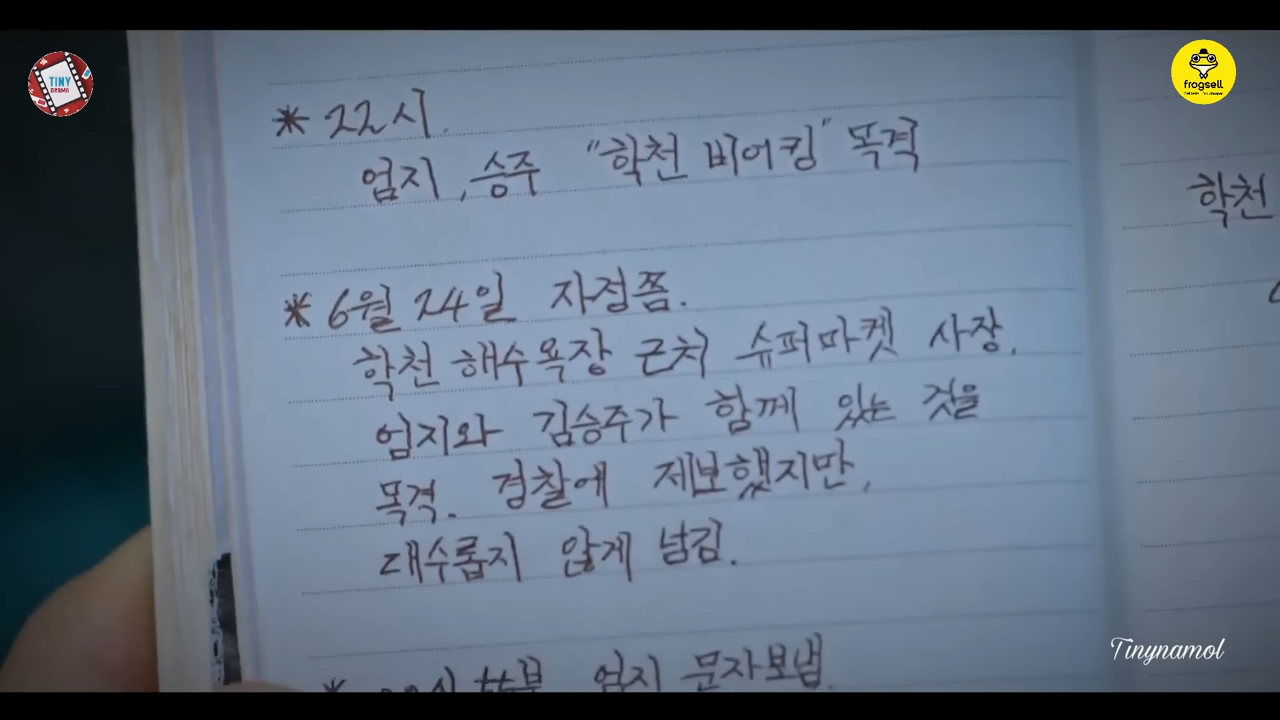 TINY
DRAMA
frogsell
* 22시.
엄지, 승주 "학천 비어킹" 목격
* 6월 24일 자정쯤.
학천 해수욕장 근처 슈퍼마켓 사장.
엄지와 김승주가 함께 있는 것을
목격. 경찰에 제보했지만,
대수롭지 않게 넘김.
엄지 문자보냄.
학천
Tinynamol